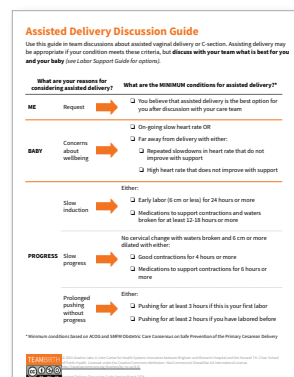 Assisted Delivery Discussion Guide
Use this guide in team discussions about assisted vaginal delivery or C-section. Assisting delivery
may be appropriate if your condition meets these criteria, but discuss with your team what is best for you
and your baby (see Labor Support Guide for options).
What are your reasons for
considering assisted delivery?
What are the MINIMUM conditions for assisted delivery?*
ME
Request
You believe that assisted delivery is the best option for
you after discussion with your care team
BABY
Concerns
about
wellbeing
On-going slow heart rate OR
Far away from delivery with either:
Repeated slowdowns in heart rate that do not
improve with support
High heart rate that does not improve with support
PROGRESS
Slow
induction
Either:
Early labor (6 cm or less) for 24 hours or more
Medications to support contractions and waters
broken for at least 12-18 hours or more
Slow
progress
No cervical change with waters broken and 6 cm or more
dilated with either:
Good contractions for 4 hours or more
Medications to support contractions for 6 hours or
more
Prolonged
pushing
without
progress
Either:
Pushing for at least 3 hours if this is your first labor
Pushing for at least 2 hours if you have labored before
* Minimum conditions based on ACOG and SMFM Obstetric Care Consensus on Safe Prevention of the Primary Cesarean Delivery
TEAMBIRTH